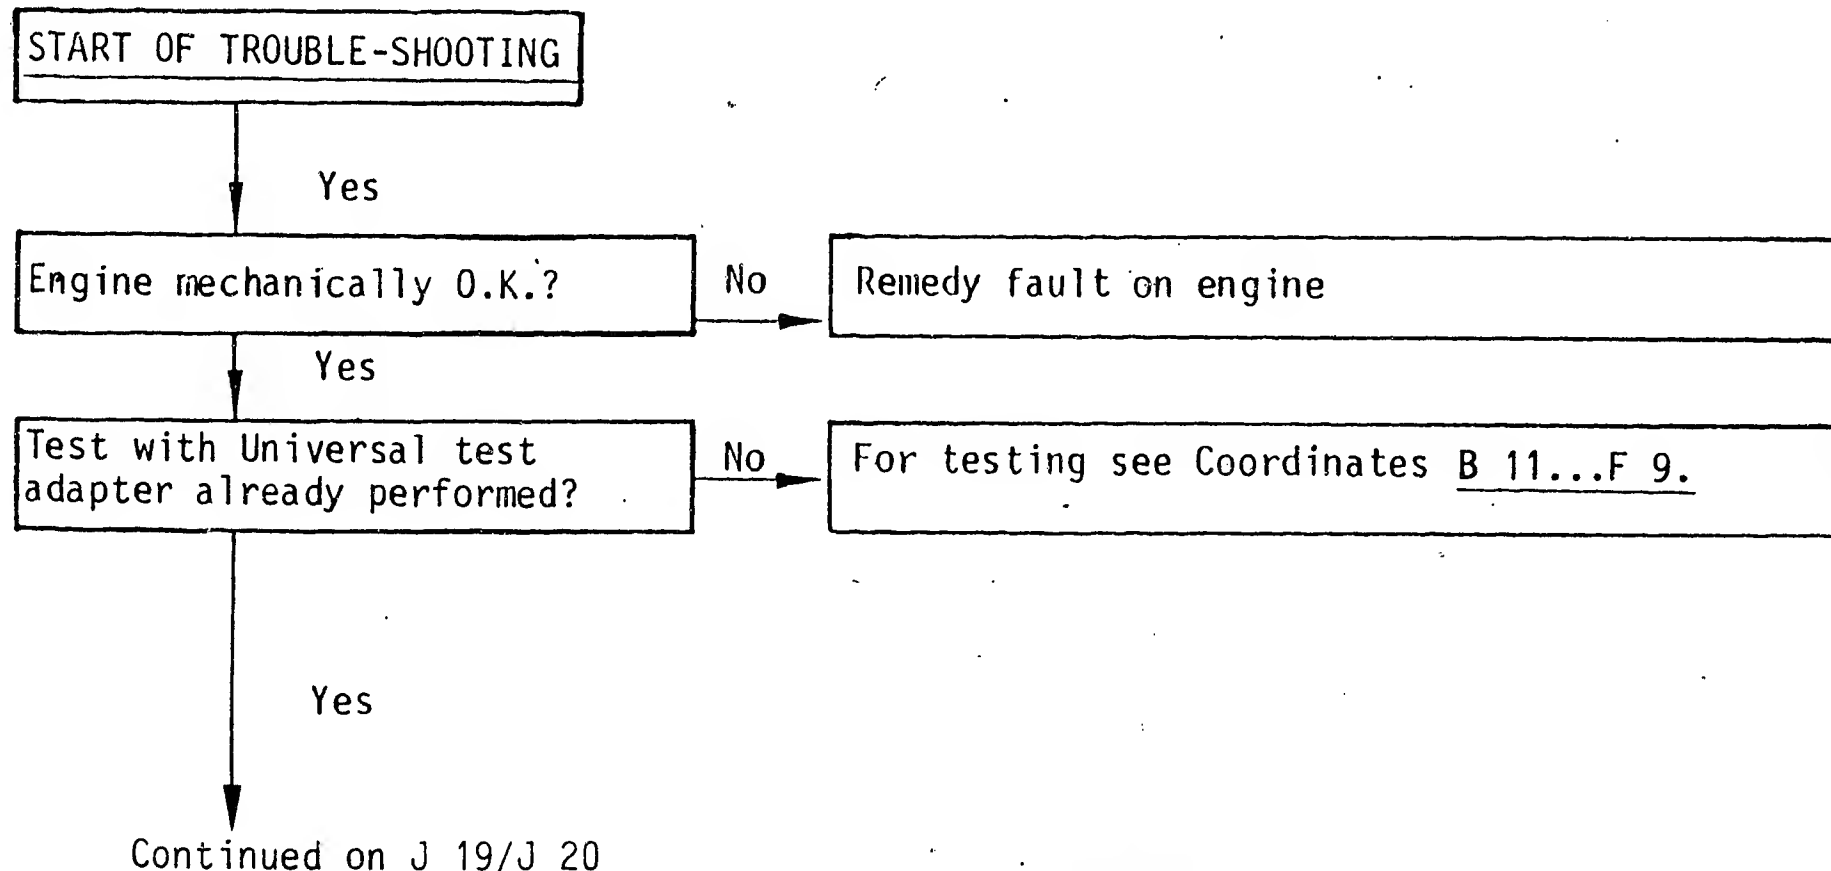 START OF TROUBLE-SHOOTING
Yes
Engine mechanically O.K.?
No
Remedy fault on engine
Yes
Test with Universal test
adapter already performed?
No
For testing see Coordinates B 11...F 9.
Yes
Continued on J 19/J 20